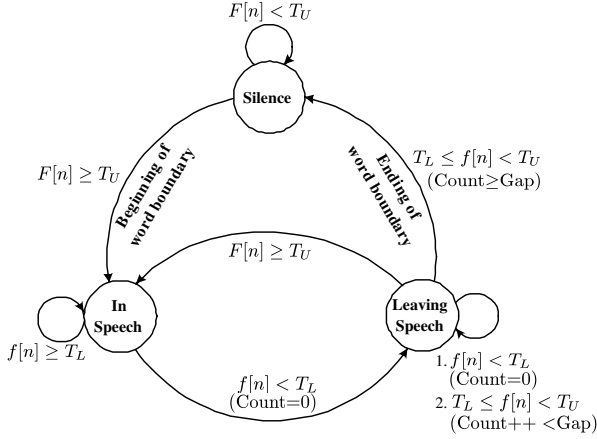 F[n] < T_U
Silence
F[n] ≥ T_U
Beginning of
word boundary
Ending of
word boundary
T_L ≤ f[n] < T_U
(Count≥Gap)
F[n] ≥ T_U
In
Speech
Leaving
Speech
f[n] ≥ T_L
f[n] < T_L
(Count=0)
1. f[n] < T_L
(Count=0)
2. T_L ≤ f[n] < T_U
(Count++ <Gap)